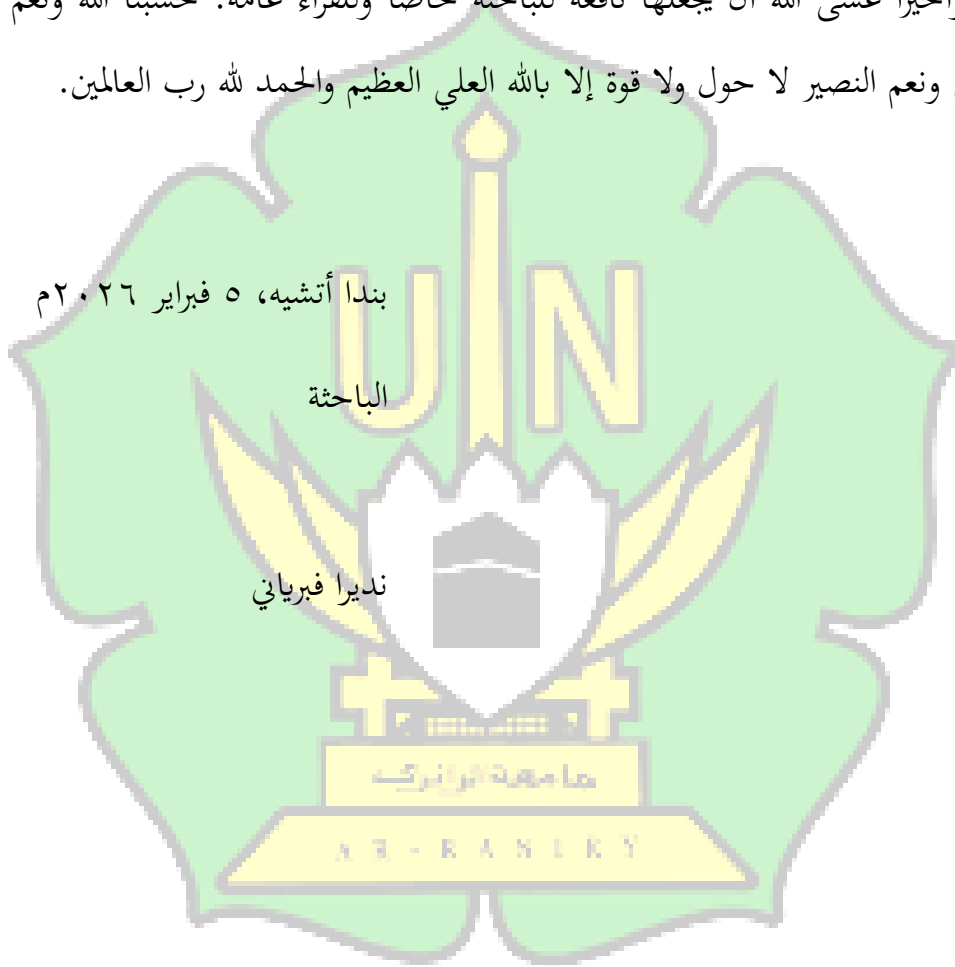 وأخيرا عسى الله أن يجعلها نافعة للباحثة خاصا وللقراء عامة. حسبنا الله ونعم
ونعم النصير لا حول ولا قوة إلا بالله العلي العظيم والحمد لله رب العالمين.
بندا أتشيه، ٥ فبراير ٢٠٢٦م
الباحثة
نديرا فبرياني
UIN
جامعة الرانيري
AR-RANIRY